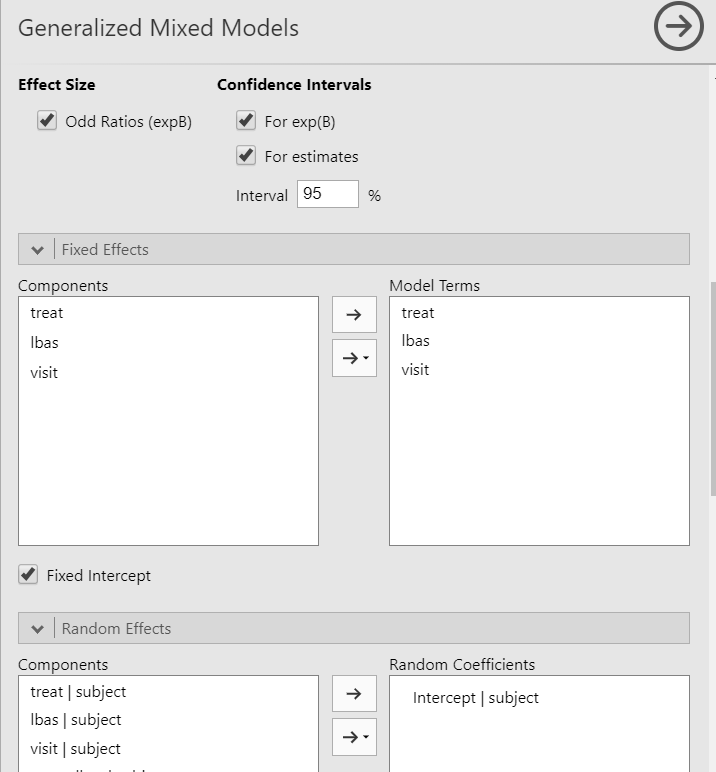 Generalized Mixed Models
Effect Size
Confidence Intervals
Odd Ratios (expB)
For exp(B)
For estimates
Interval 95 %
Fixed Effects
Components
Model Terms
treat
lbas
visit
treat
lbas
visit
Fixed Intercept
Random Effects
Components
Random Coefficients
treat | subject
lbas | subject
visit | subject
Intercept | subject